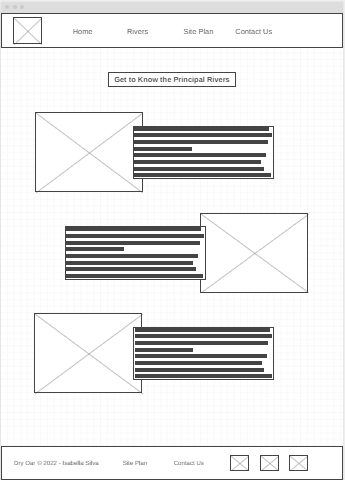 Home Rivers Site Plan Contact Us
Get to Know the Principal Rivers
Dry Oar © 2022 - Isabella Silva Site Plan Contact Us